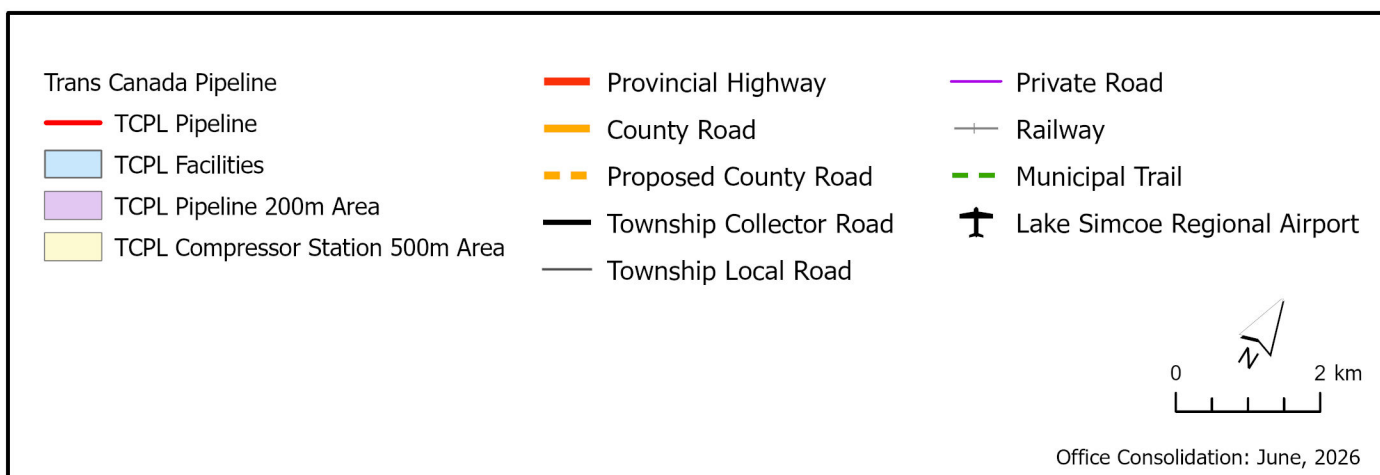 Trans Canada Pipeline
TCPL Pipeline
TCPL Facilities
TCPL Pipeline 200m Area
TCPL Compressor Station 500m Area
Provincial Highway
County Road
Proposed County Road
Township Collector Road
Township Local Road
Private Road
Railway
Municipal Trail
Lake Simcoe Regional Airport
N
0 2 km
Office Consolidation: June, 2026